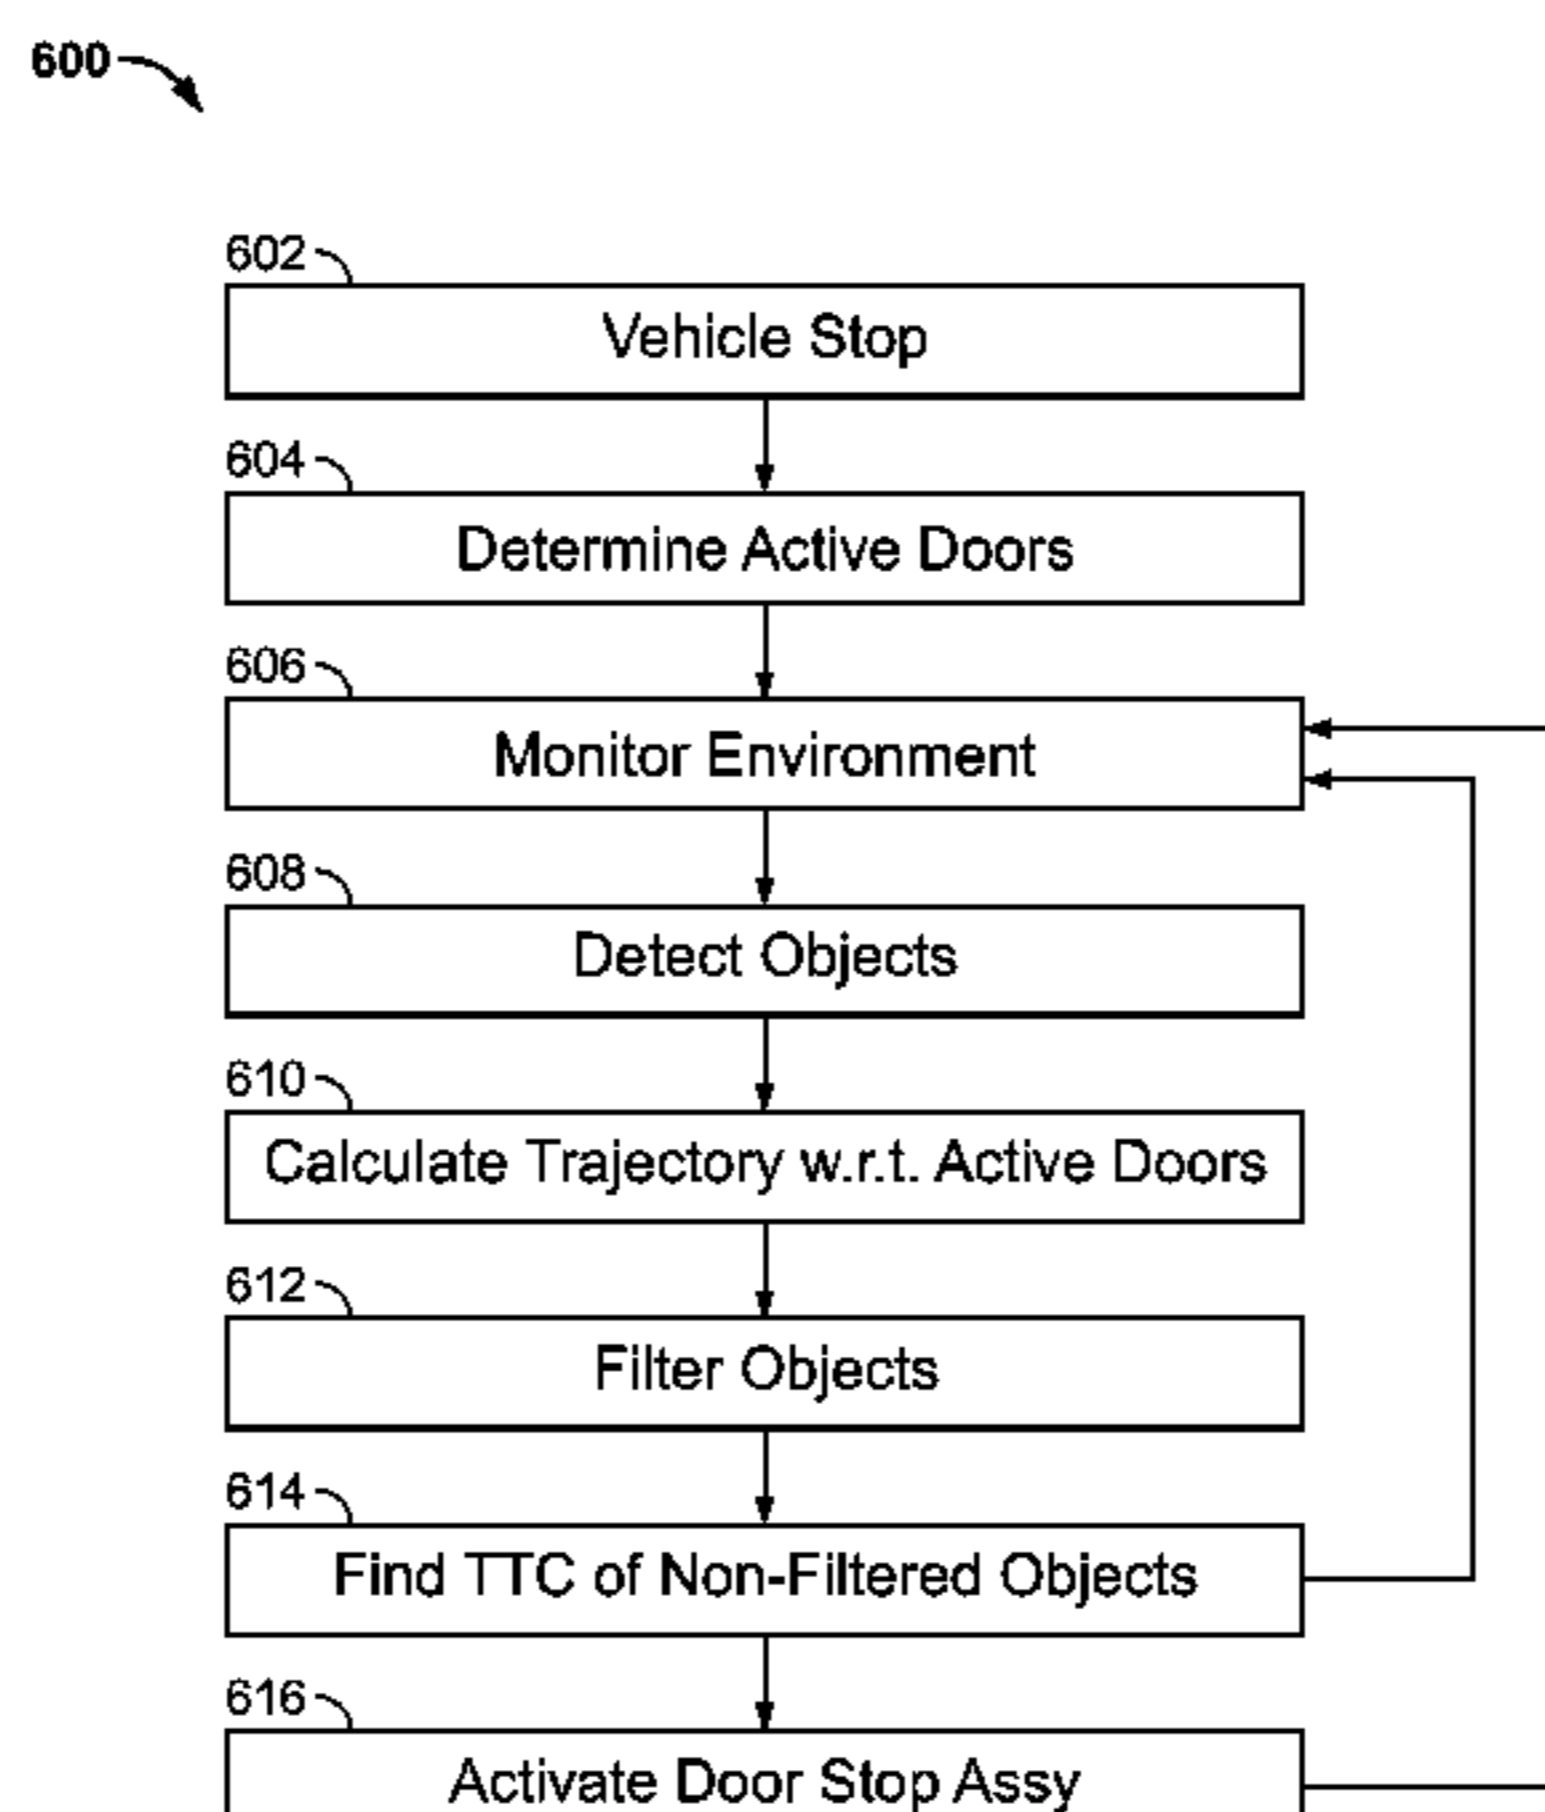 600
602
Vehicle Stop
604
Determine Active Doors
606
Monitor Environment
608
Detect Objects
610
Calculate Trajectory w.r.t. Active Doors
612
Filter Objects
614
Find TTC of Non-Filtered Objects
616
Activate Door Stop Assy